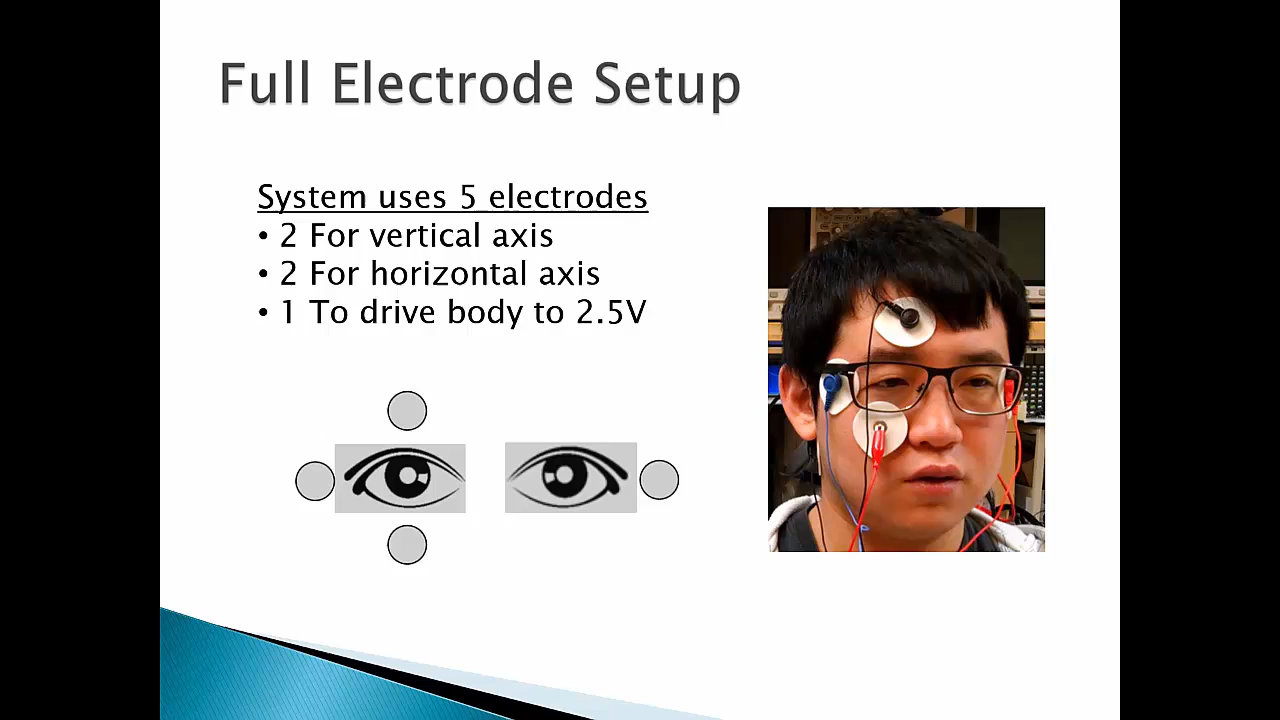 Full Electrode Setup
System uses 5 electrodes
• 2 For vertical axis
• 2 For horizontal axis
• 1 To drive body to 2.5V